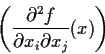 \left( \frac{\partial^2 f}{\partial x_i \partial x_j}(x) \right)